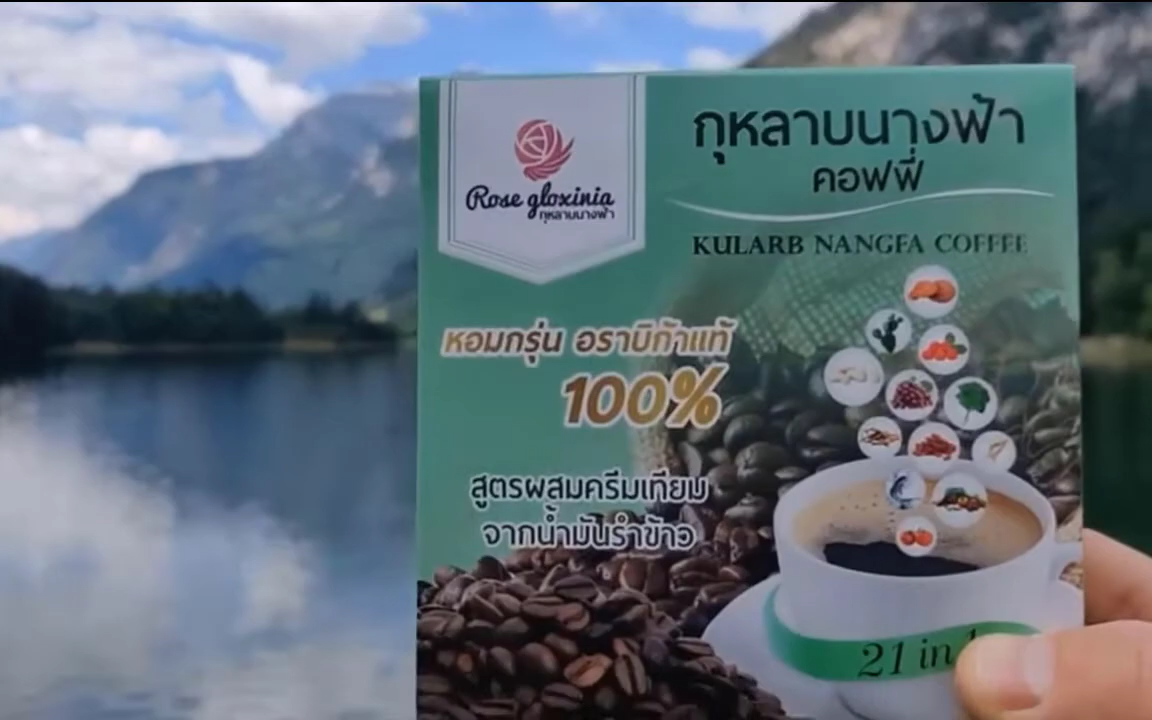 Rose gloxinia
กุหลาบนางฟ้า
กุหลาบนางฟ้า
คอฟฟี่
KULARB NANGFA COFFEE
หอมกรุ่น อราบิก้าแท้
100%
สูตรผสมครีมเทียม
จากน้ำมันรำข้าว
21 in